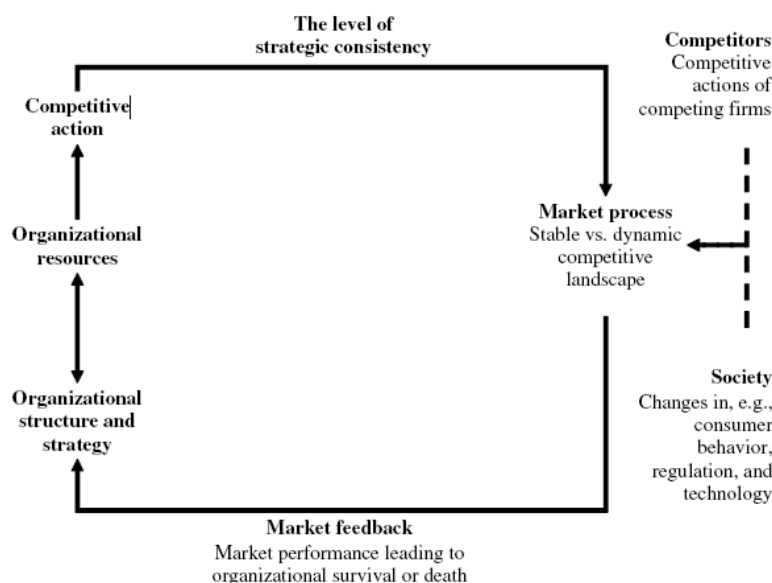 The level of
strategic consistency
Competitors
Competitive
actions of
competing firms
Competitive
action
Market process
Stable vs. dynamic
competitive
landscape
Organizational
resources
Organizational
structure and
strategy
Society
Changes in, e.g.,
consumer
behavior,
regulation, and
technology
Market feedback
Market performance leading to
organizational survival or death